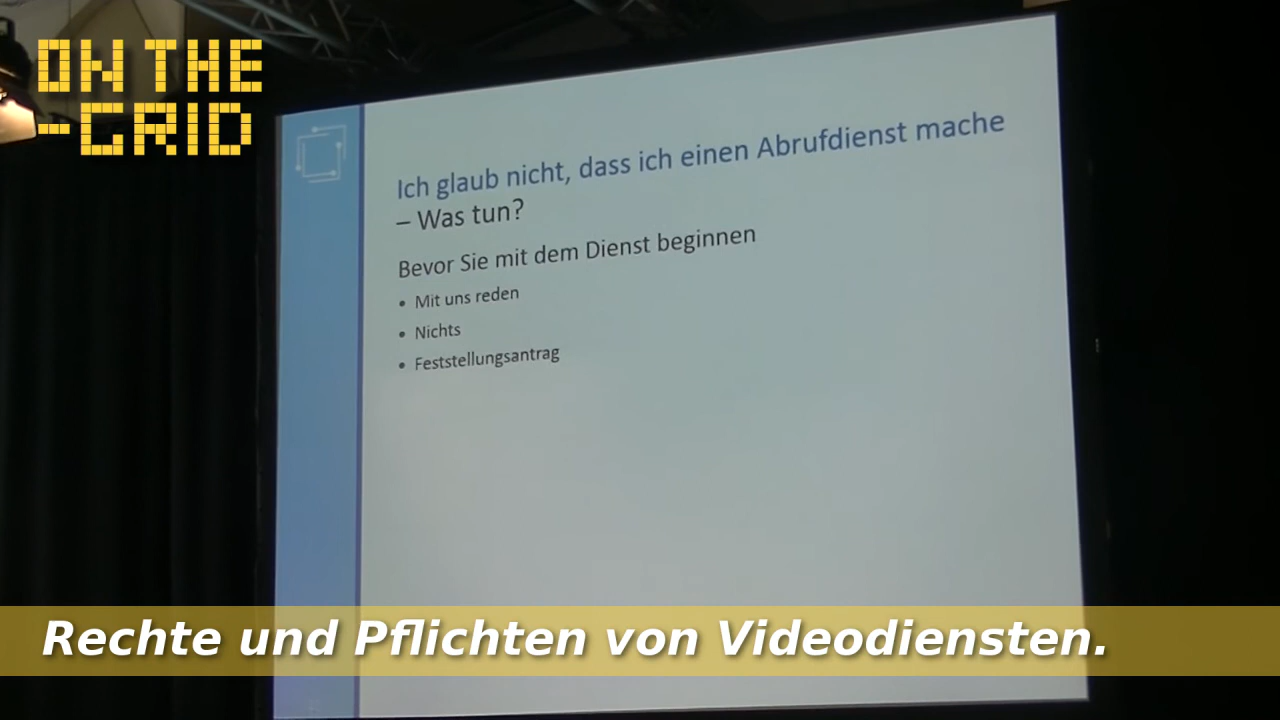 ON THE
-GRID
Ich glaub nicht, dass ich einen Abrufdienst mache
– Was tun?
Bevor Sie mit dem Dienst beginnen
• Mit uns reden
• Nichts
• Feststellungsantrag
Rechte und Pflichten von Videodiensten.